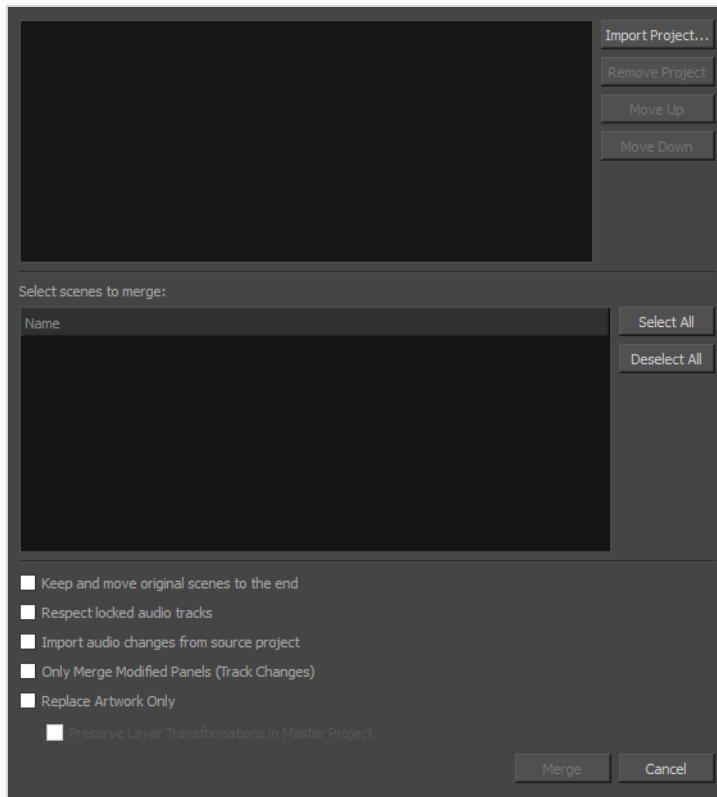 Import Project...
Remove Project
Move Up
Move Down
Select scenes to merge:
Name
Select All
Deselect All
Keep and move original scenes to the end
Respect locked audio tracks
Import audio changes from source project
Only Merge Modified Panels (Track Changes)
Replace Artwork Only
Preserve Layer Transformations in Master Project
Merge
Cancel